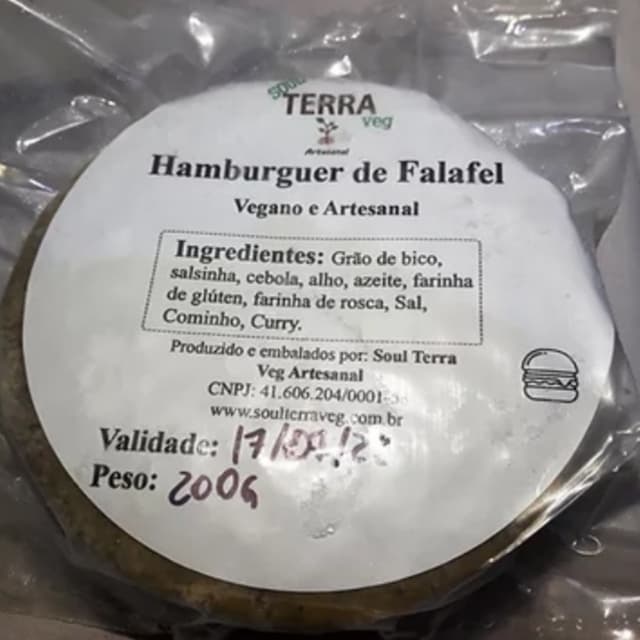 SOUL
TERRA
veg
Artesanal
Hamburguer de Falafel
Vegano e Artesanal
Ingredientes: Grão de bico,
salsinha, cebola, alho, azeite, farinha
de glúten, farinha de rosca, Sal,
Cominho, Curry.
Produzido e embalados por: Soul Terra
Veg Artesanal
CNPJ: 41.606.204/0001-
www.soulterraveg.com.br
Validade: 17/
Peso: 200G